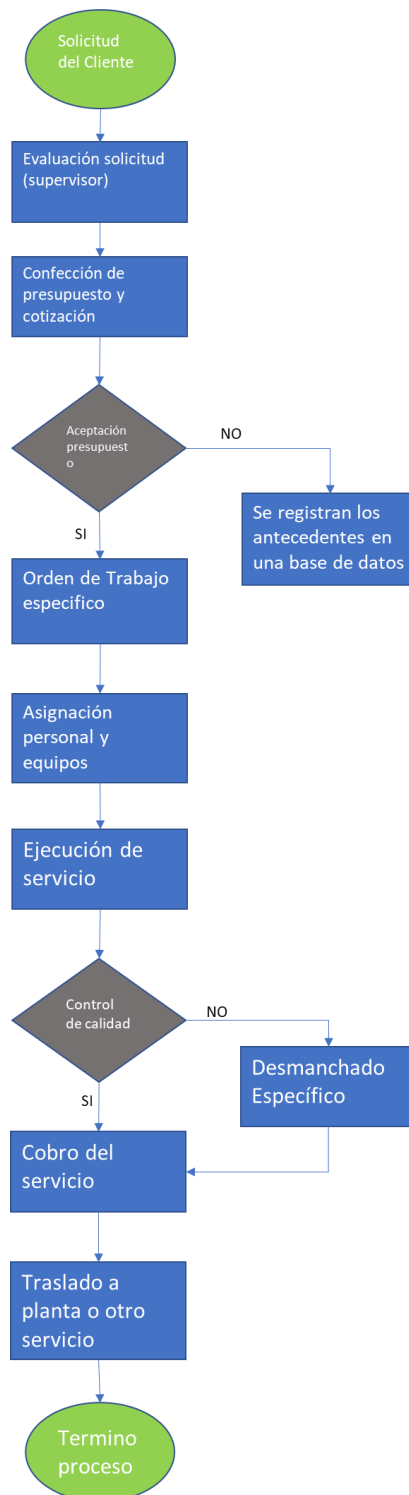 Solicitud
del Cliente
Evaluación solicitud
(supervisor)
Confección de
presupuesto y
cotización
Aceptación
presupuest
o
NO
Se registran los
antecedentes en
una base de datos
SI
Orden de Trabajo
especifico
Asignación
personal y
equipos
Ejecución de
servicio
Control
de calidad
NO
Desmanchado
Específico
SI
Cobro del
servicio
Traslado a
planta o otro
servicio
Termino
proceso